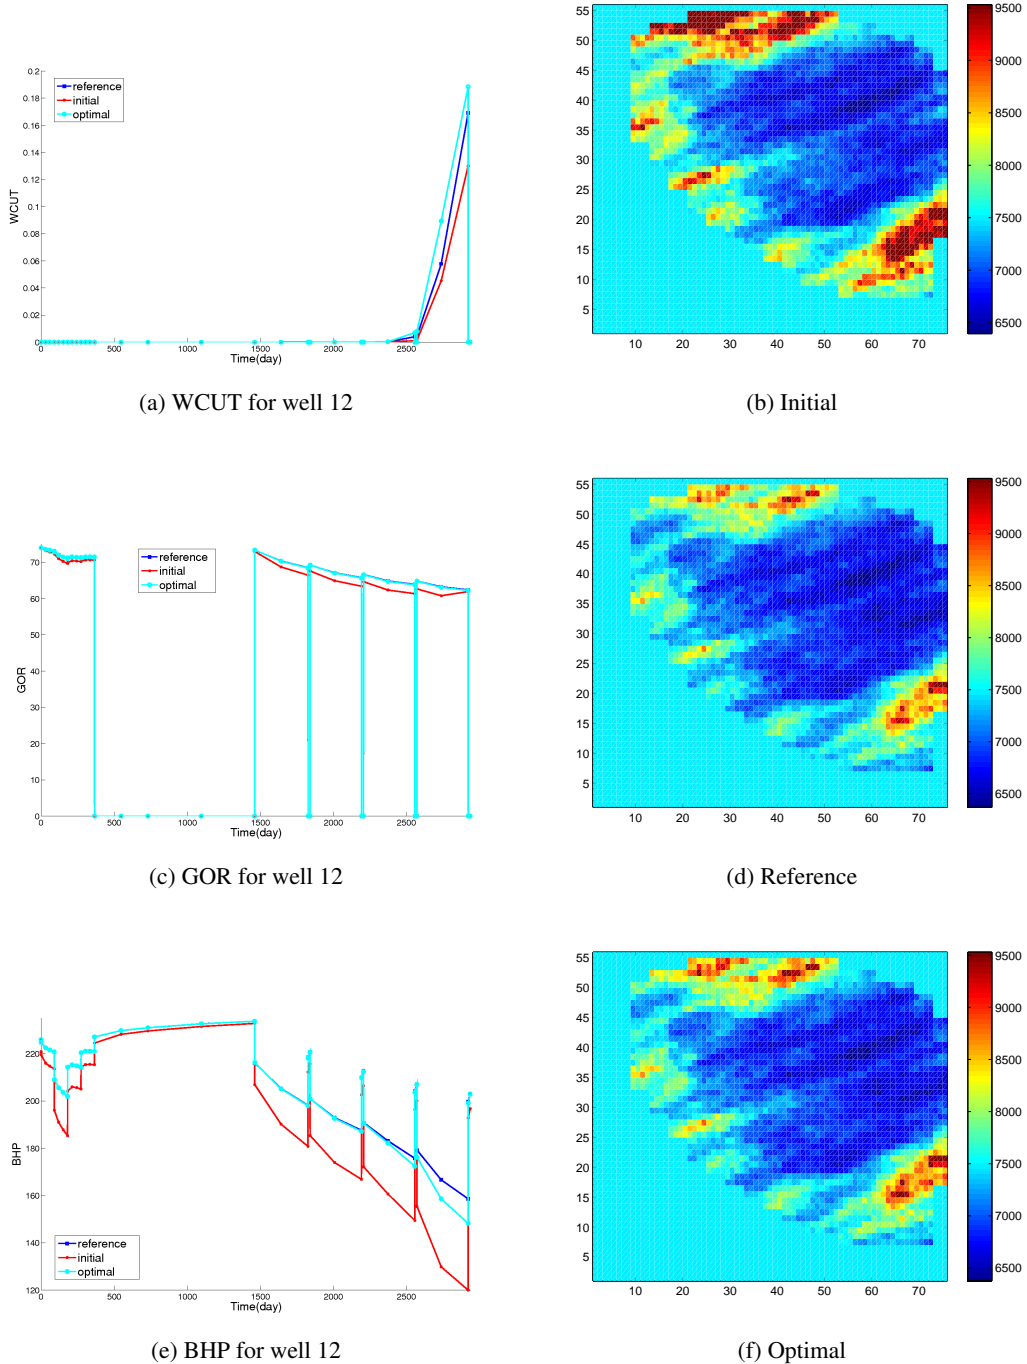 0.2
0.18
0.16
0.14
0.12
0.1
0.08
0.06
0.04
0.02
0
WCUT
reference
initial
optimal
0 500 1000 1500 2000 2500
Time(day)
(a) WCUT for well 12
55
50
45
40
35
30
25
20
15
10
5
10 20 30 40 50 60 70
9500
9000
8500
8000
7500
7000
6500
(b) Initial
70
60
50
40
30
20
10
0
GOR
reference
initial
optimal
0 500 1000 1500 2000 2500
Time(day)
(c) GOR for well 12
55
50
45
40
35
30
25
20
15
10
5
10 20 30 40 50 60 70
9500
9000
8500
8000
7500
7000
6500
(d) Reference
220
200
180
160
140
120
BHP
reference
initial
optimal
0 500 1000 1500 2000 2500
Time(day)
(e) BHP for well 12
55
50
45
40
35
30
25
20
15
10
5
10 20 30 40 50 60 70
9500
9000
8500
8000
7500
7000
6500
(f) Optimal